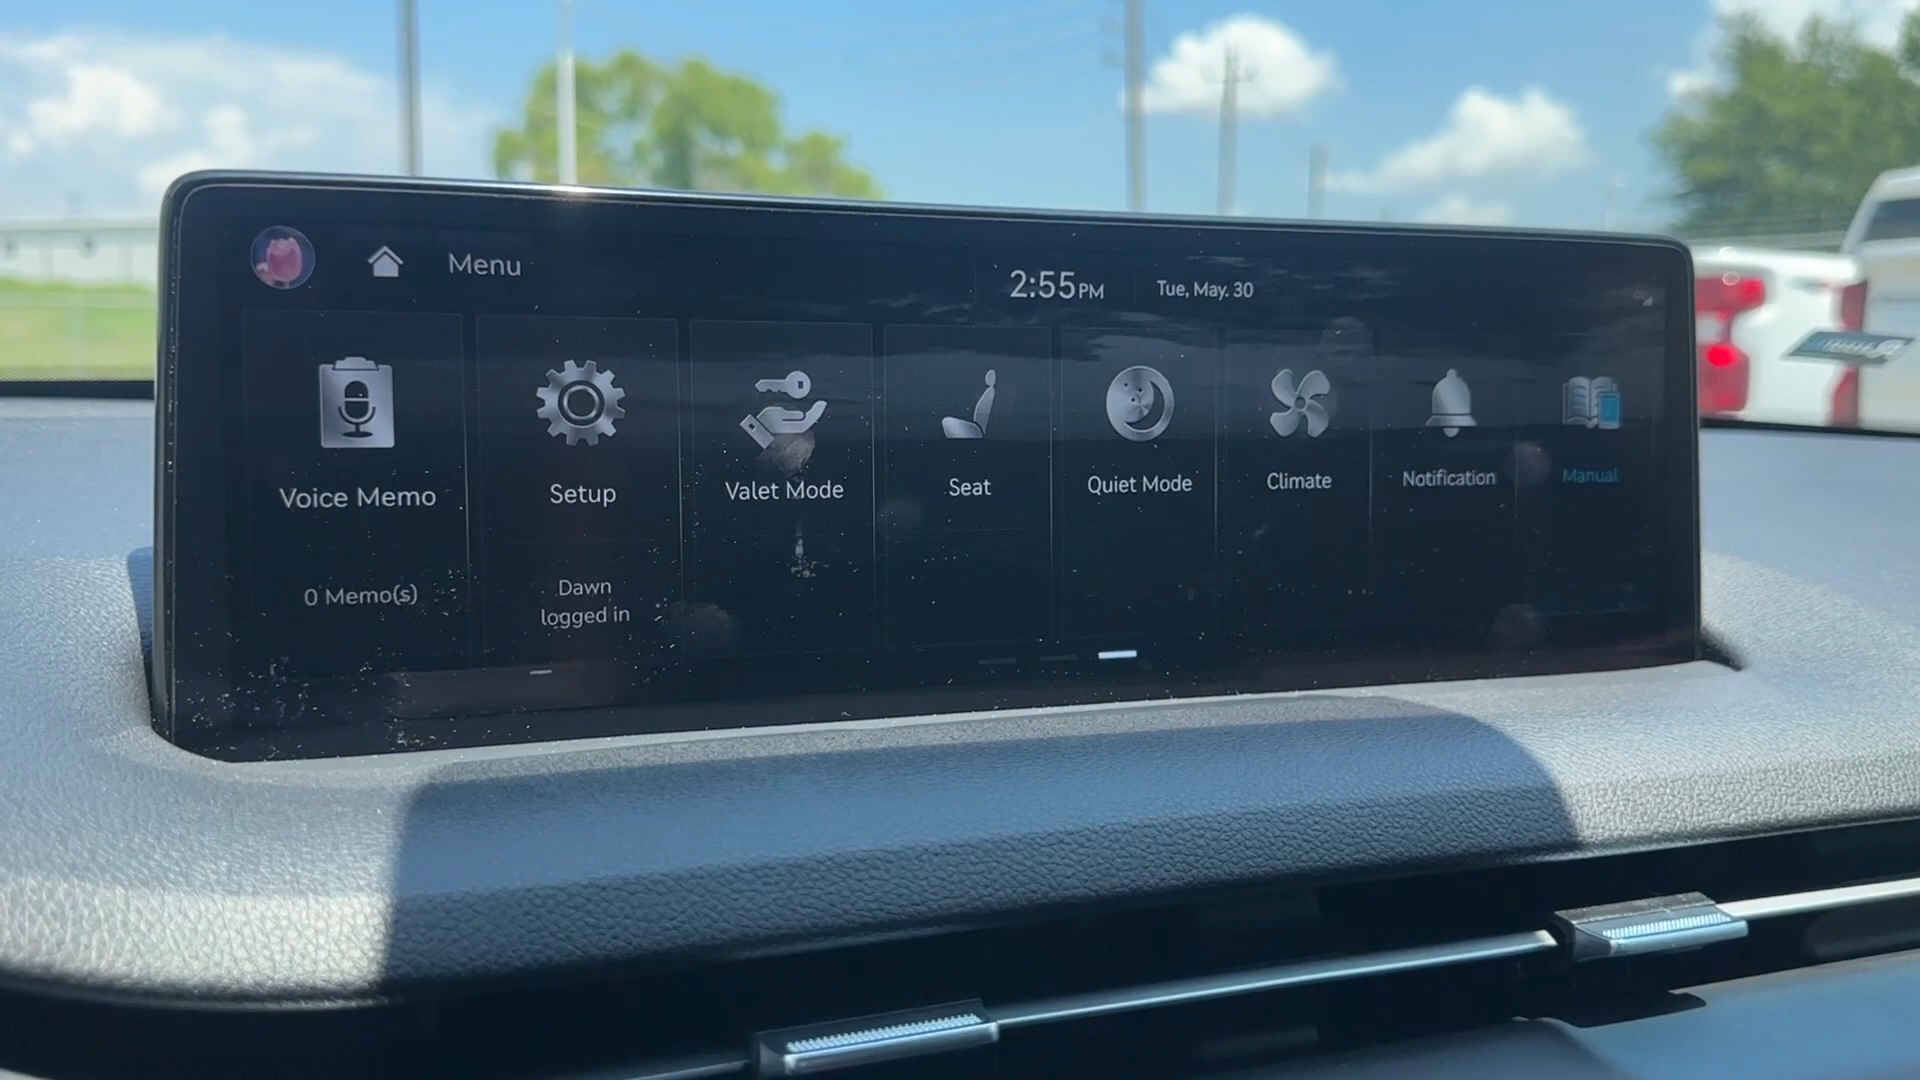 Menu
2:55PM
Tue, May. 30
Voice Memo
Setup
Valet Mode
Seat
Quiet Mode
Climate
Notification
Manual
0 Memo(s)
Dawn
logged in